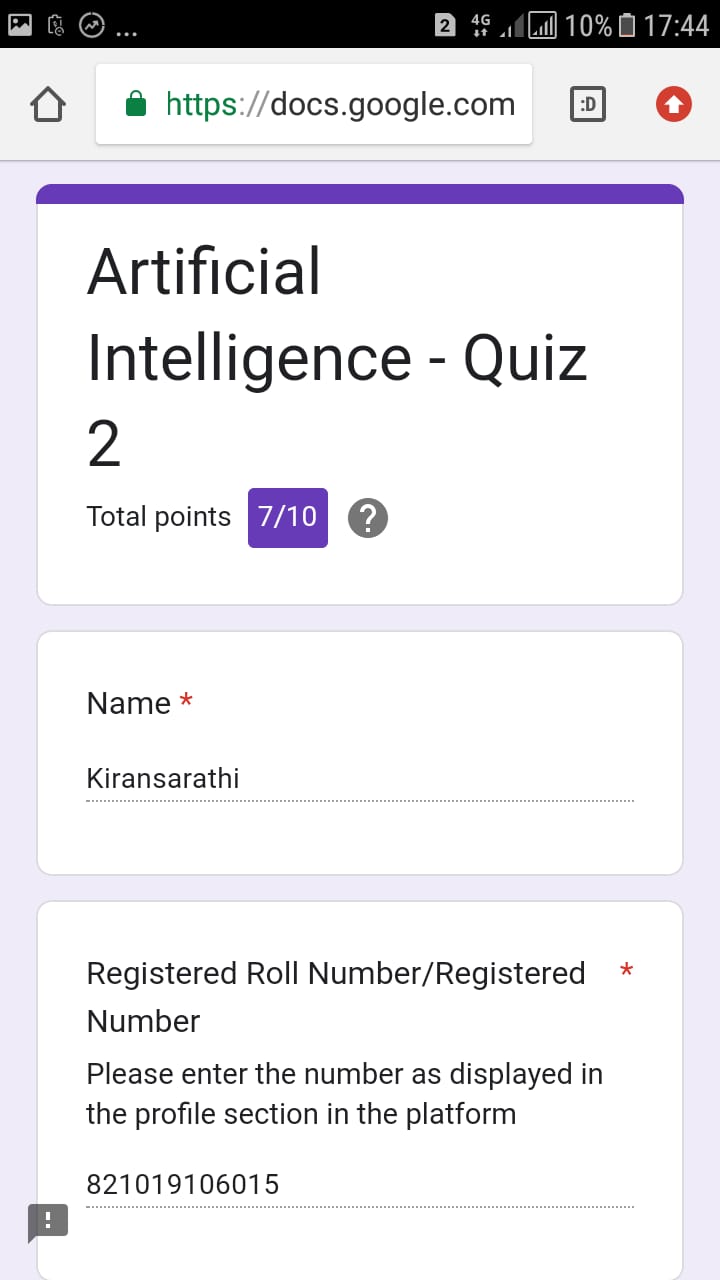 2 4G 10% 17:44
https://docs.google.com :D
Artificial
Intelligence - Quiz
2
Total points 7/10 ?
Name *
Kiransarathi
Registered Roll Number/Registered *
Number
Please enter the number as displayed in
the profile section in the platform
821019106015
!